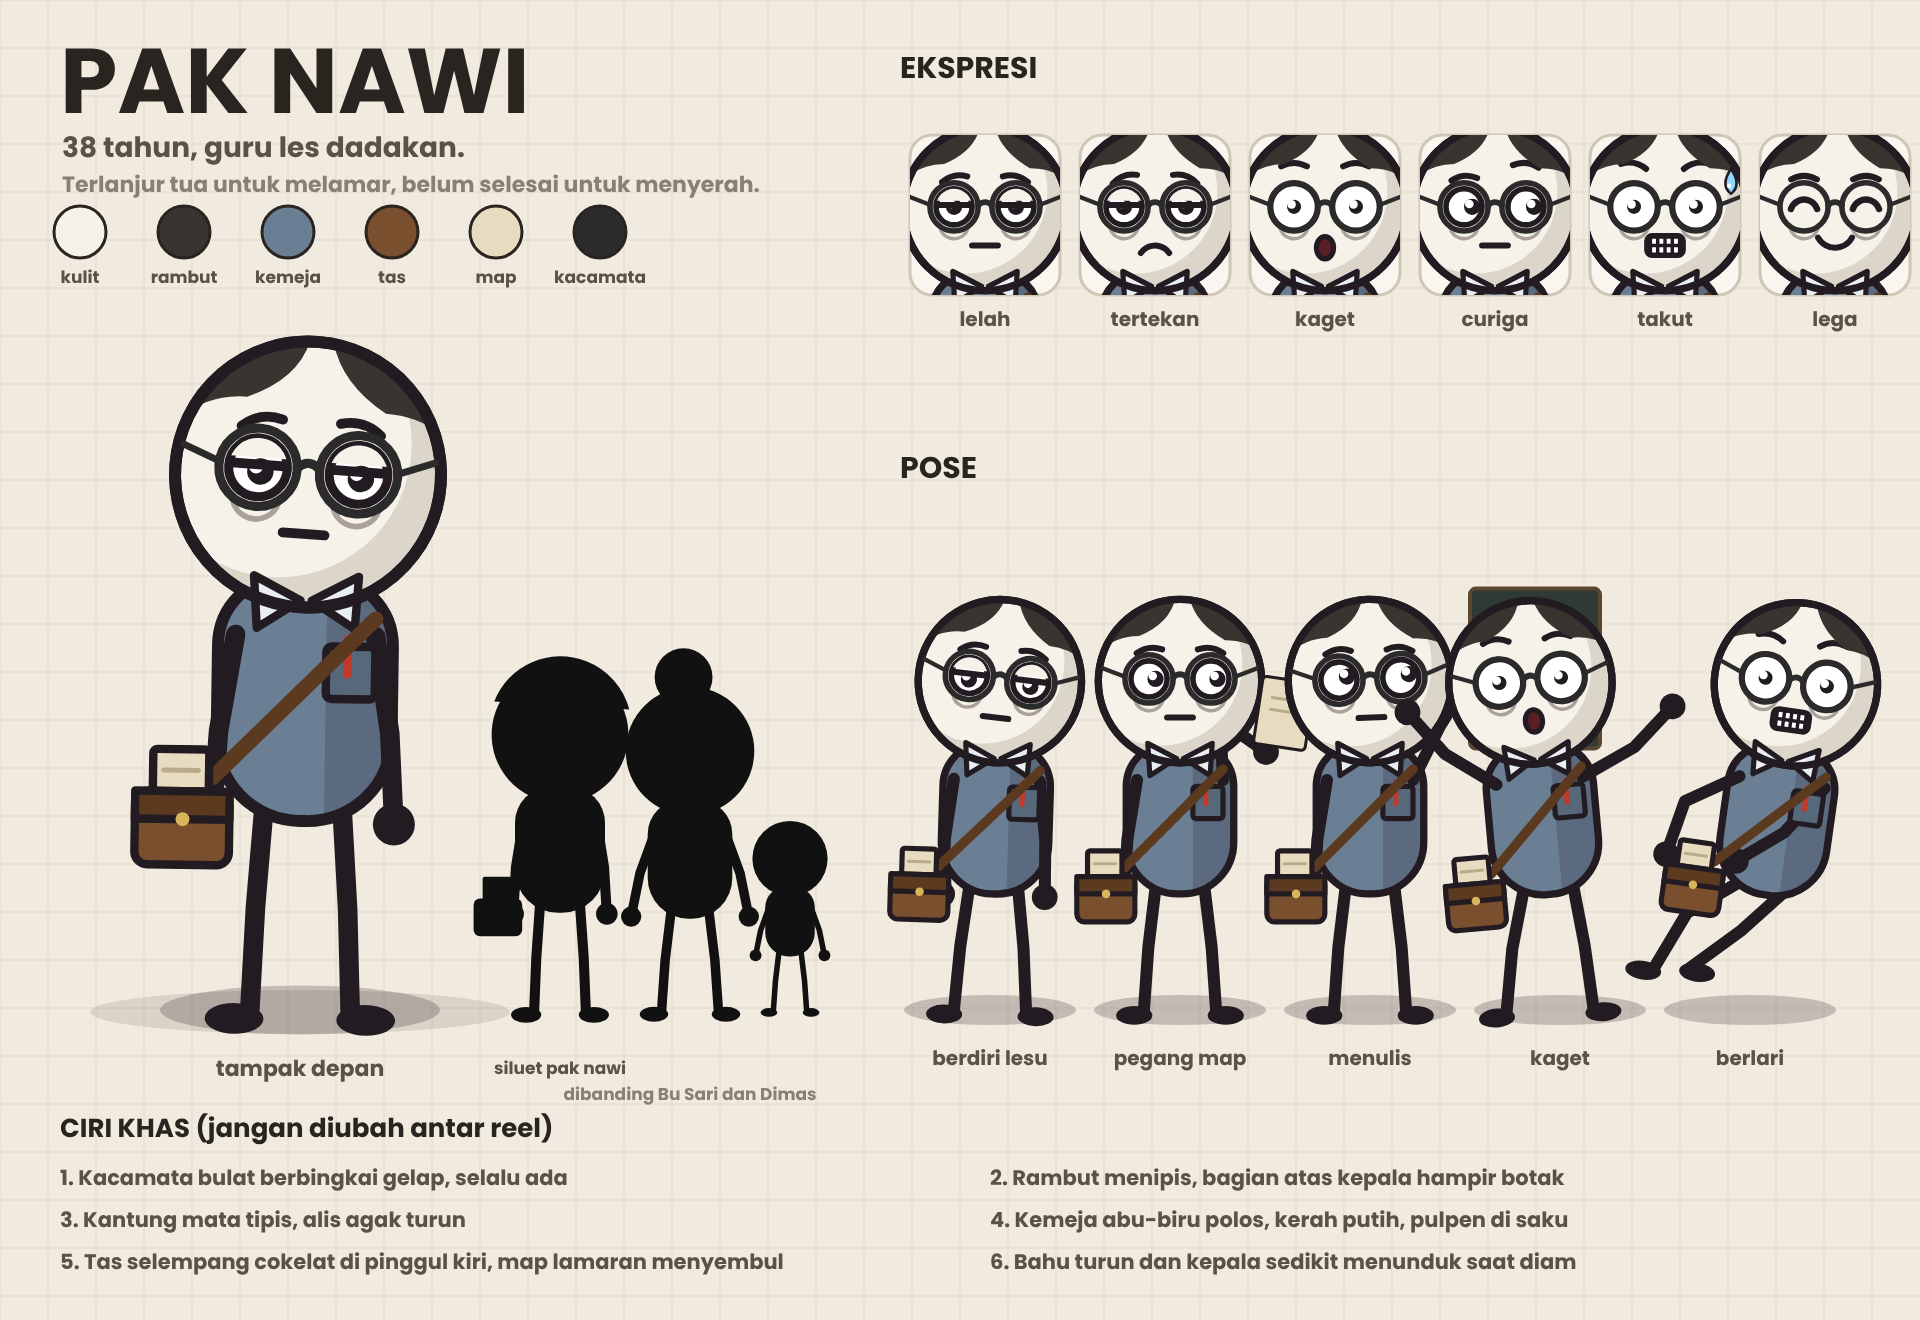 PAK NAWI
38 tahun, guru les dadakan.
Terlanjur tua untuk melamar, belum selesai untuk menyerah.
kulit
rambut
kemeja
tas
map
kacamata
EKSPRESI
lelah
tertekan
kaget
curiga
takut
lega
POSE
tampak depan
siluet pak nawi
dibanding Bu Sari dan Dimas
berdiri lesu
pegang map
menulis
kaget
berlari
CIRI KHAS (jangan diubah antar reel)
1. Kacamata bulat berbingkai gelap, selalu ada
2. Rambut menipis, bagian atas kepala hampir botak
3. Kantung mata tipis, alis agak turun
4. Kemeja abu-biru polos, kerah putih, pulpen di saku
5. Tas selempang cokelat di pinggul kiri, map lamaran menyembul
6. Bahu turun dan kepala sedikit menunduk saat diam